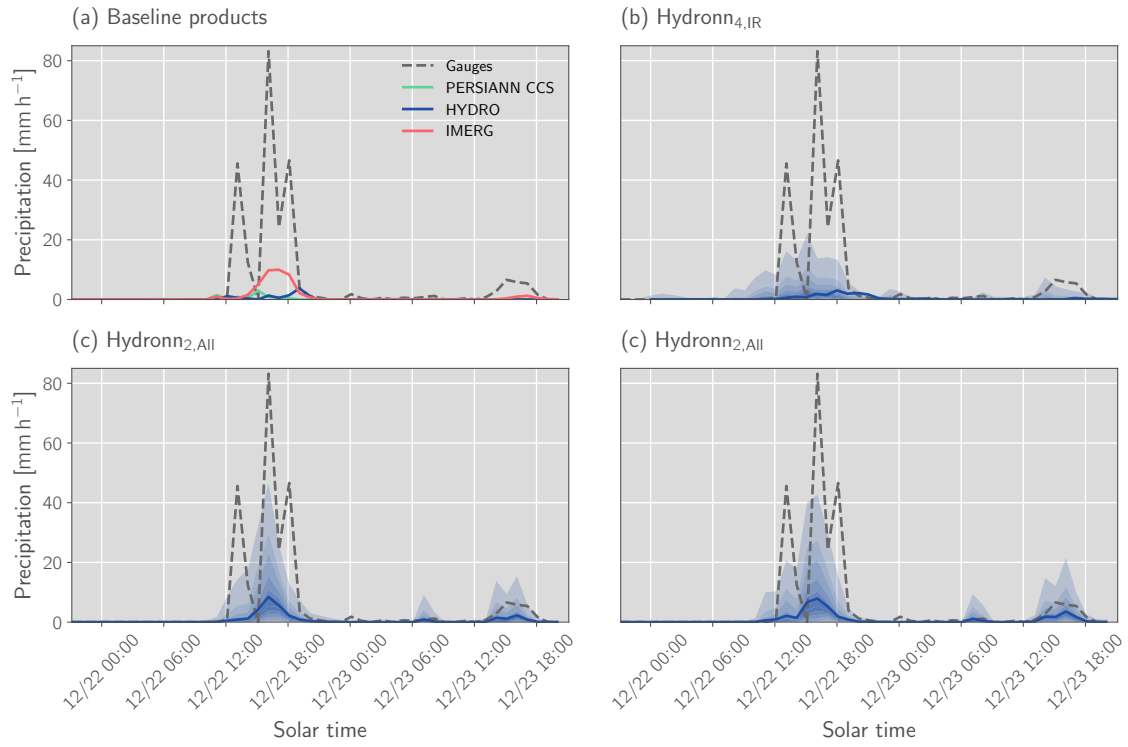 (a) Baseline products
(b) Hydronn4,IR
80
60
40
20
0
Precipitation [mm h−1]
Gauges
PERSIANN CCS
HYDRO
IMERG
(c) Hydronn2,All
(c) Hydronn2,All
80
60
40
20
0
Precipitation [mm h−1]
12/22 00:00
12/22 06:00
12/22 12:00
12/22 18:00
12/23 00:00
12/23 06:00
12/23 12:00
12/23 18:00
12/22 00:00
12/22 06:00
12/22 12:00
12/22 18:00
12/23 00:00
12/23 06:00
12/23 12:00
12/23 18:00
Solar time
Solar time